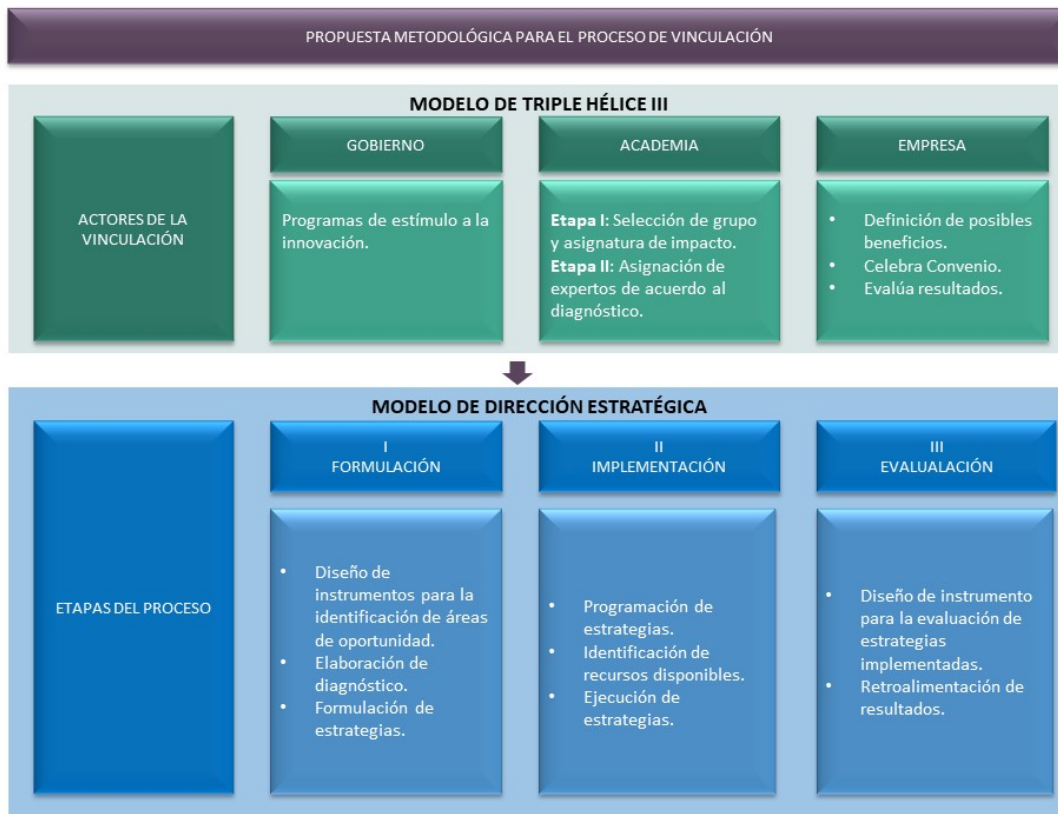 PROPUESTA METODOLÓGICA PARA EL PROCESO DE VINCULACIÓN
MODELO DE TRIPLE HÉLICE III
ACTORES DE LA
VINCULACIÓN
GOBIERNO
Programas de estímulo a la
innovación.
ACADEMIA
Etapa I: Selección de grupo
y asignatura de impacto.
Etapa II: Asignación de
expertos de acuerdo al
diagnóstico.
EMPRESA
• Definición de posibles
beneficios.
• Celebra Convenio.
• Evalúa resultados.
MODELO DE DIRECCIÓN ESTRATÉGICA
ETAPAS DEL PROCESO
I
FORMULACIÓN
• Diseño de
instrumentos para la
identificación de áreas
de oportunidad.
• Elaboración de
diagnóstico.
• Formulación de
estrategias.
II
IMPLEMENTACIÓN
• Programación de
estrategias.
• Identificación de
recursos disponibles.
• Ejecución de
estrategias.
III
EVALUALACIÓN
• Diseño de instrumento
para la evaluación de
estrategias
implementadas.
• Retroalimentación de
resultados.